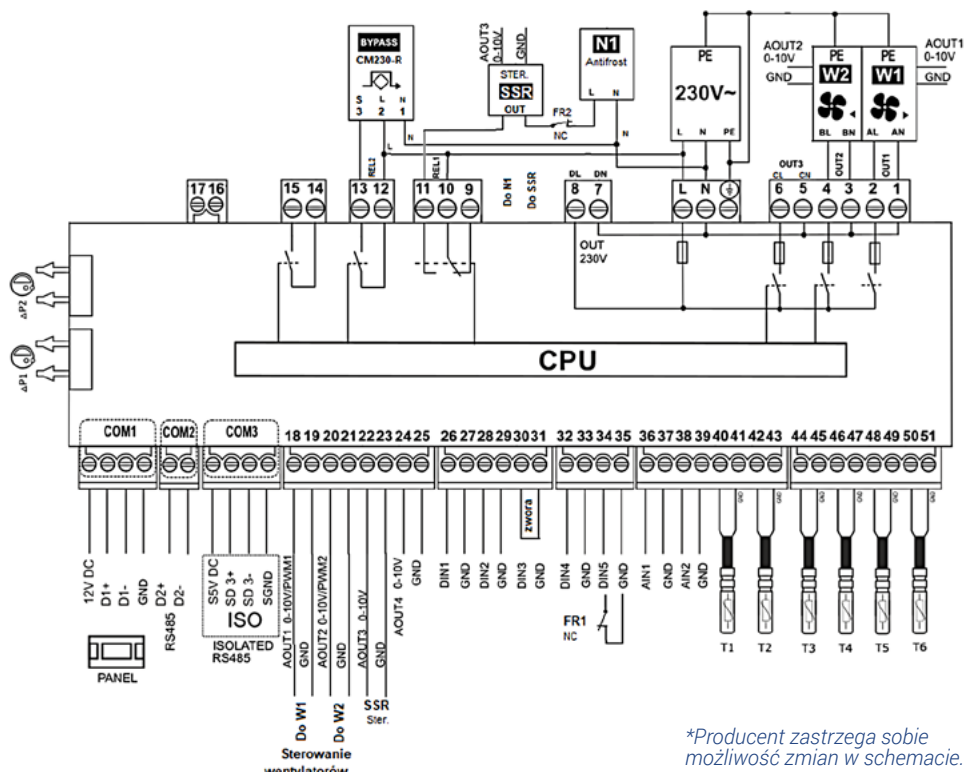 BYPASS
CM230-R
S L N
3 2 1
AOUT3
0-10V
GND
STER.
SSR
OUT
N1
Antifrost
L N
FR2
NC
N
L
N
PE
230V~
L N PE
AOUT2
0-10V
GND
PE
W2
BL BN
PE
W1
AL AN
AOUT1
0-10V
GND
REL2
REL1
Do N1
Do SSR
DL DN
OUT3
CL CN
OUT2
OUT1
17 16
15 14
13 12
11 10 9
8 7
L N
6 5 4 3 2 1
OUT
230V
ΔP2
ΔP1
CPU
COM1
COM2
COM3
18 19 20 21 22 23 24 25
26 27 28 29 30 31
32 33 34 35
36 37 38 39 40 41 42 43
44 45 46 47 48 49 50 51
GND
GND
GND
GND
GND
GND
zwora
12V DC
D1+
D1-
GND
D2+
D2-
RS485
S5V DC
SD 3+
SD 3-
SGND
ISO
ISOLATED
RS485
PANEL
AOUT1 0-10V/PWM1
GND
AOUT2 0-10V/PWM2
GND
AOUT3 0-10V
GND
AOUT4 0-10V
GND
DIN1
GND
DIN2
GND
DIN3
GND
DIN4
GND
DIN5
GND
FR1
NC
AIN1
GND
AIN2
GND
T1
T2
T3
T4
T5
T6
Do W1
Do W2
SSR
Ster.
Sterowanie
wentylatorów
*Producent zastrzega sobie
możliwość zmian w schemacie.